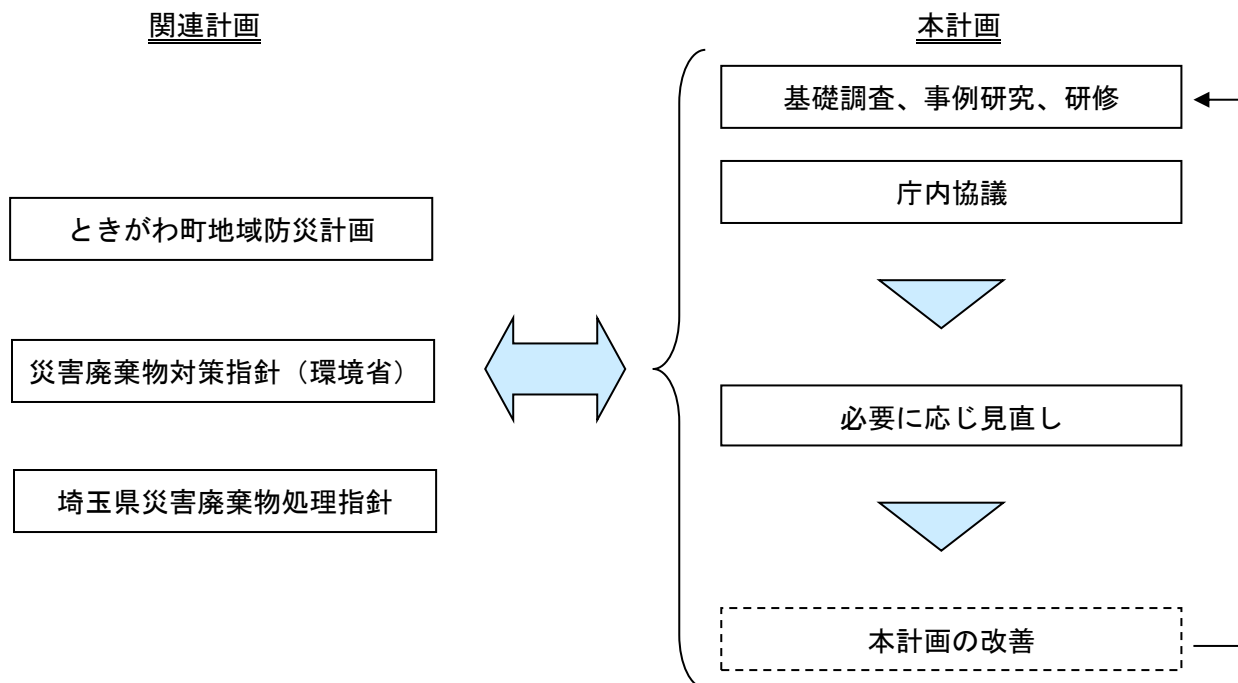 関連計画
ときがわ町地域防災計画
災害廃棄物対策指針（環境省）
埼玉県災害廃棄物処理指針
本計画
基礎調査、事例研究、研修
庁内協議
必要に応じ見直し
本計画の改善